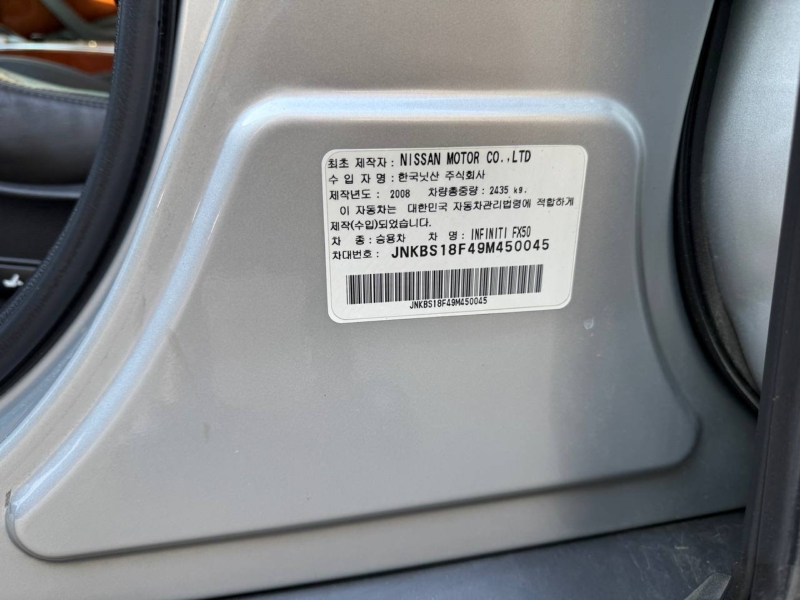 최초 제작자 : NISSAN MOTOR CO.,LTD
수 입 자 명 : 한국닛산 주식회사
제작년도 : 2008 차량총중량 : 2435 kg.
이 자동차는 대한민국 자동차관리법령에 적합하게
제작(수입)되었습니다.
차 종 : 승용차 차 명 : INFINITI FX50
차대번호 : JNKBS18F49M450045
JNKBS18F49M450045